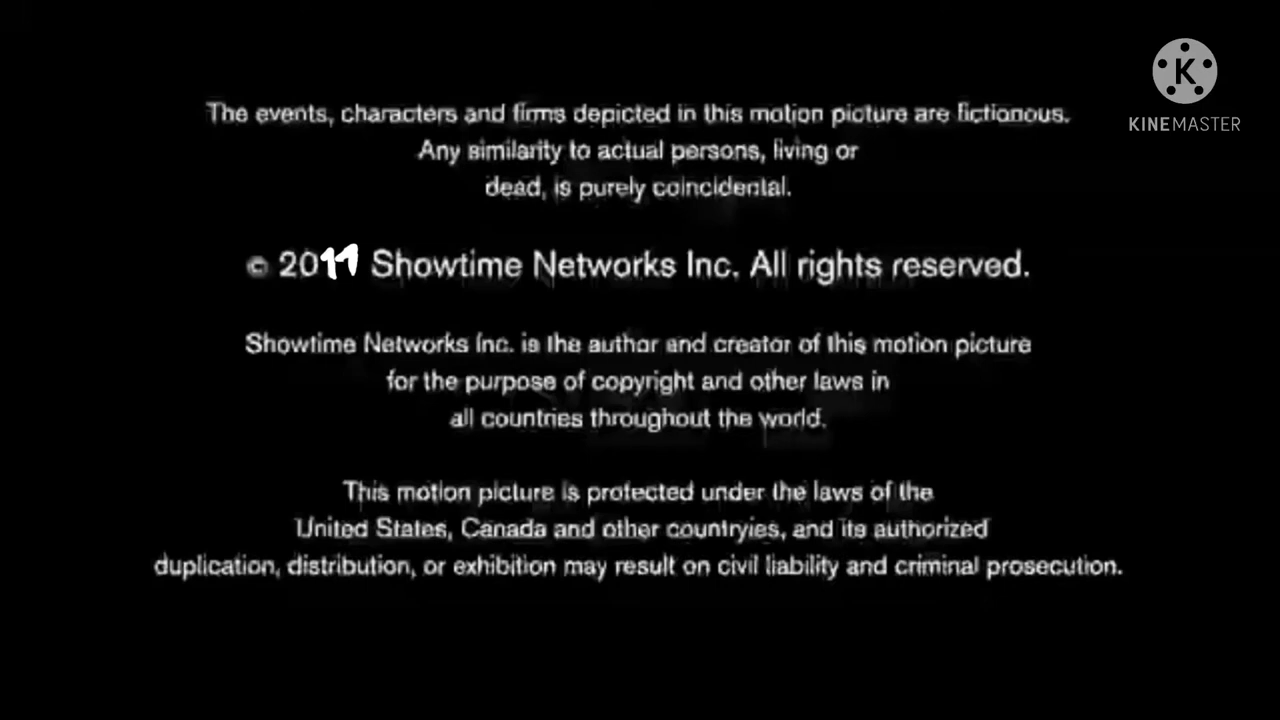 K
KINEMASTER
The events, characters and firms depicted in this motion picture are fictionous.
Any similarity to actual persons, living or
dead, is purely coincidental.
© 2011 Showtime Networks Inc. All rights reserved.
Showtime Networks Inc. is the author and creator of this motion picture
for the purpose of copyright and other laws in
all countries throughout the world.
This motion picture is protected under the laws of the
United States, Canada and other countryies, and its authorized
duplication, distribution, or exhibition may result on civil liability and criminal prosecution.